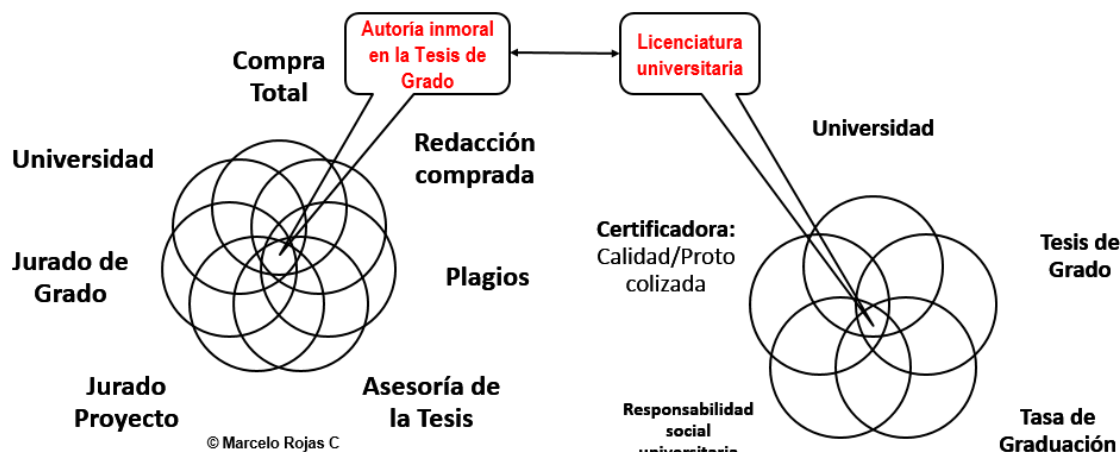 Autoría inmoral
en la Tesis de
Grado
Licenciatura
universitaria
Compra
Total
Redacción
comprada
Universidad
Plagios
Jurado de
Grado
Jurado
Proyecto
Asesoría de
la Tesis
© Marcelo Rojas C
Universidad
Certificadora:
Calidad/Proto
colizada
Tesis de
Grado
Responsabilidad
social
universitaria
Tasa de
Graduación